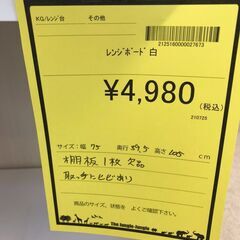 KG/レンジ台 その他
2125160000027673
レンジボード 白
¥4,980
(税込)
210725
サイズ:幅 75 奥行 39.5 高さ 105 cm
棚板1枚欠品
取っ手にヒビあり
商品のサイズ、状態を よくご確認下さい。
The Jungle-Jungle